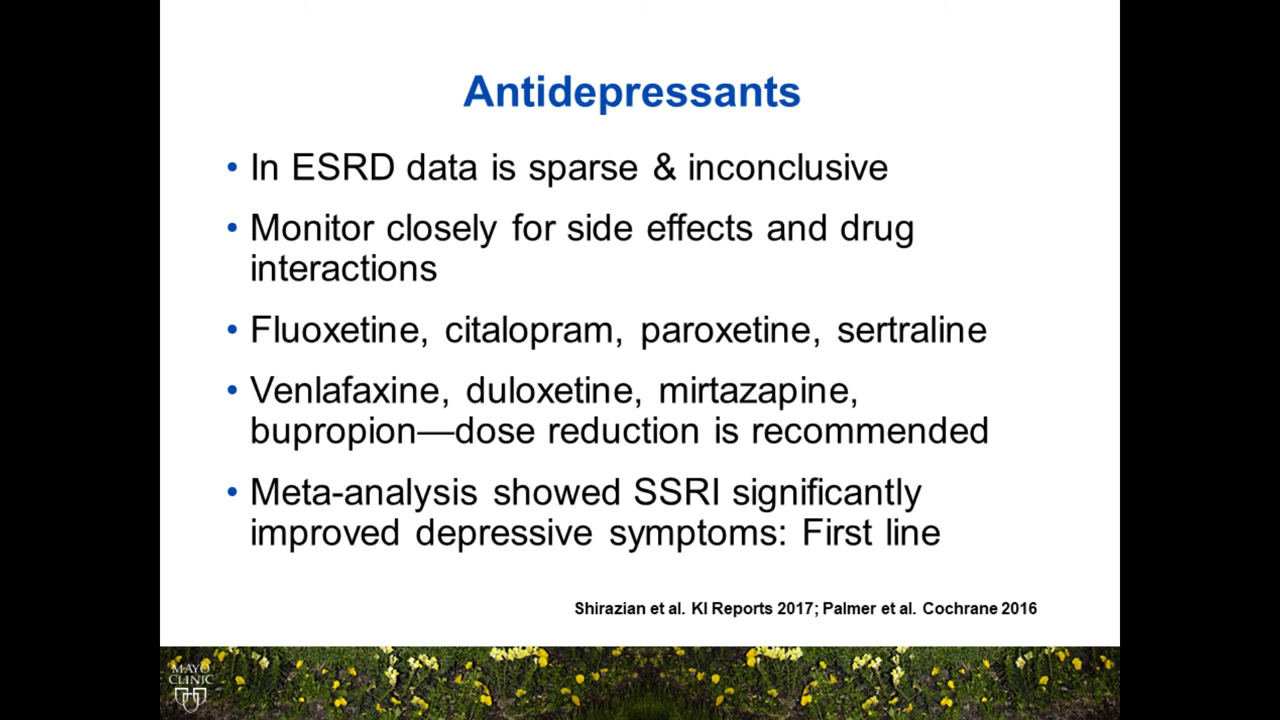 Antidepressants
• In ESRD data is sparse & inconclusive
• Monitor closely for side effects and drug
interactions
• Fluoxetine, citalopram, paroxetine, sertraline
• Venlafaxine, duloxetine, mirtazapine,
bupropion—dose reduction is recommended
• Meta-analysis showed SSRI significantly
improved depressive symptoms: First line
Shirazian et al. KI Reports 2017; Palmer et al. Cochrane 2016
MAYO
CLINIC